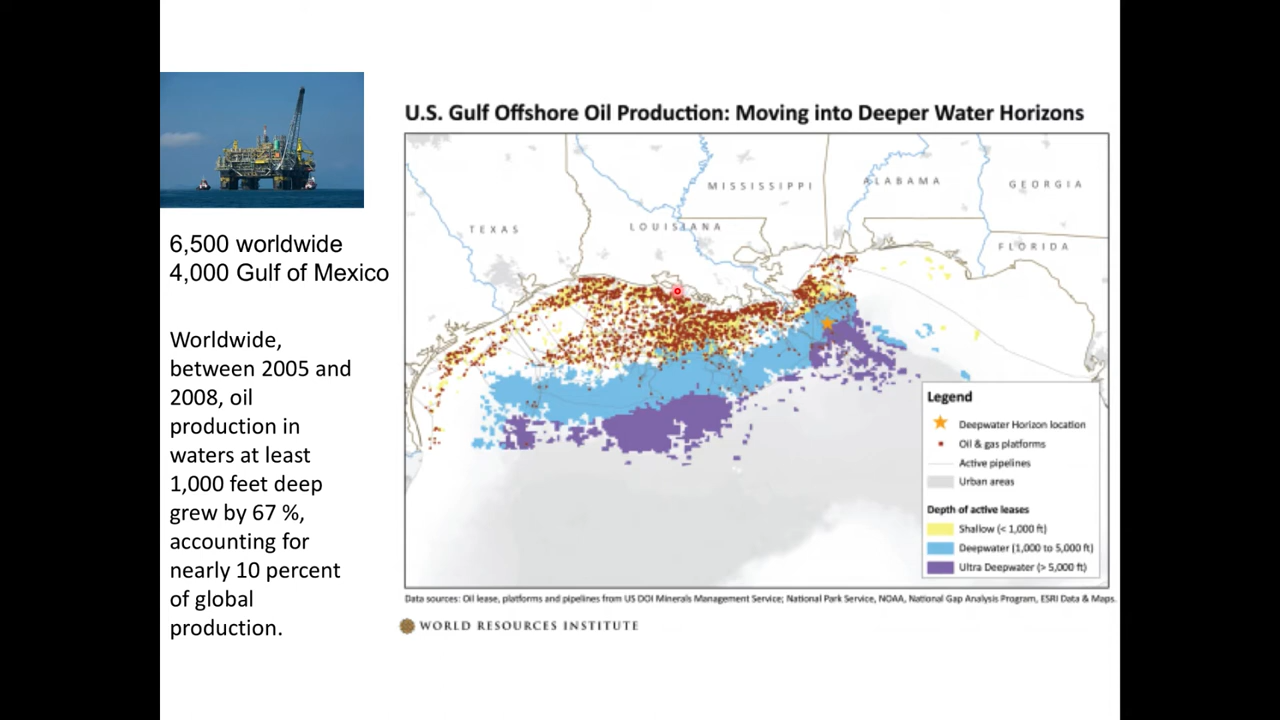 U.S. Gulf Offshore Oil Production: Moving into Deeper Water Horizons
6,500 worldwide
4,000 Gulf of Mexico
Worldwide,
between 2005 and
2008, oil
production in
waters at least
1,000 feet deep
grew by 67 %,
accounting for
nearly 10 percent
of global
production.
MISSISSIPPI
ALABAMA
GEORGIA
TEXAS
LOUISIANA
FLORIDA
Legend
Deepwater Horizon location
Oil & gas platforms
Active pipelines
Urban areas
Depth of active leases
Shallow (< 1,000 ft)
Deepwater (1,000 to 5,000 ft)
Ultra Deepwater (> 5,000 ft)
Data sources: Oil lease, platforms and pipelines from US DOI Minerals Management Service; National Park Service, NOAA, National Gap Analysis Program, ESRI Data & Maps.
WORLD RESOURCES INSTITUTE